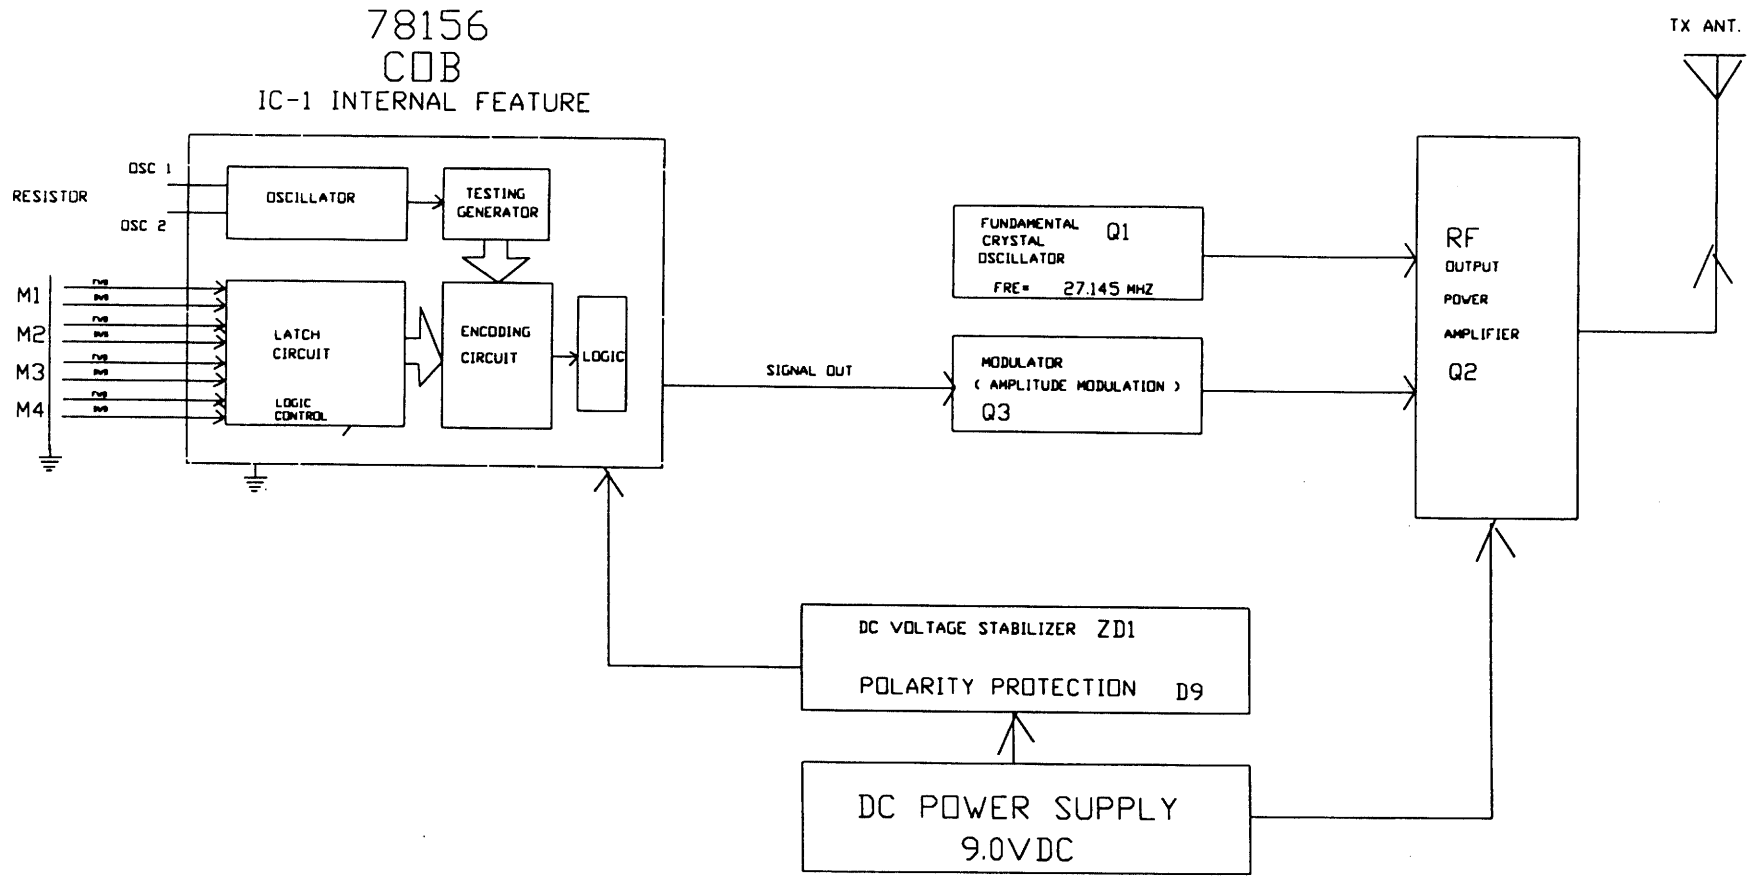 78156
COB
IC-1 INTERNAL FEATURE
TX ANT.
RESISTOR
OSC 1
OSC 2
OSCILLATOR
TESTING
GENERATOR
M1
M2
M3
M4
LATCH
CIRCUIT
LOGIC
CONTROL
ENCODING
CIRCUIT
LOGIC
SIGNAL OUT
FUNDAMENTAL Q1
CRYSTAL
OSCILLATOR
FRE= 27.145 MHZ
MODULATOR
( AMPLITUDE MODULATION )
Q3
RF
OUTPUT
POWER
AMPLIFIER
Q2
DC VOLTAGE STABILIZER ZD1
POLARITY PROTECTION D9
DC POWER SUPPLY
9.0VDC